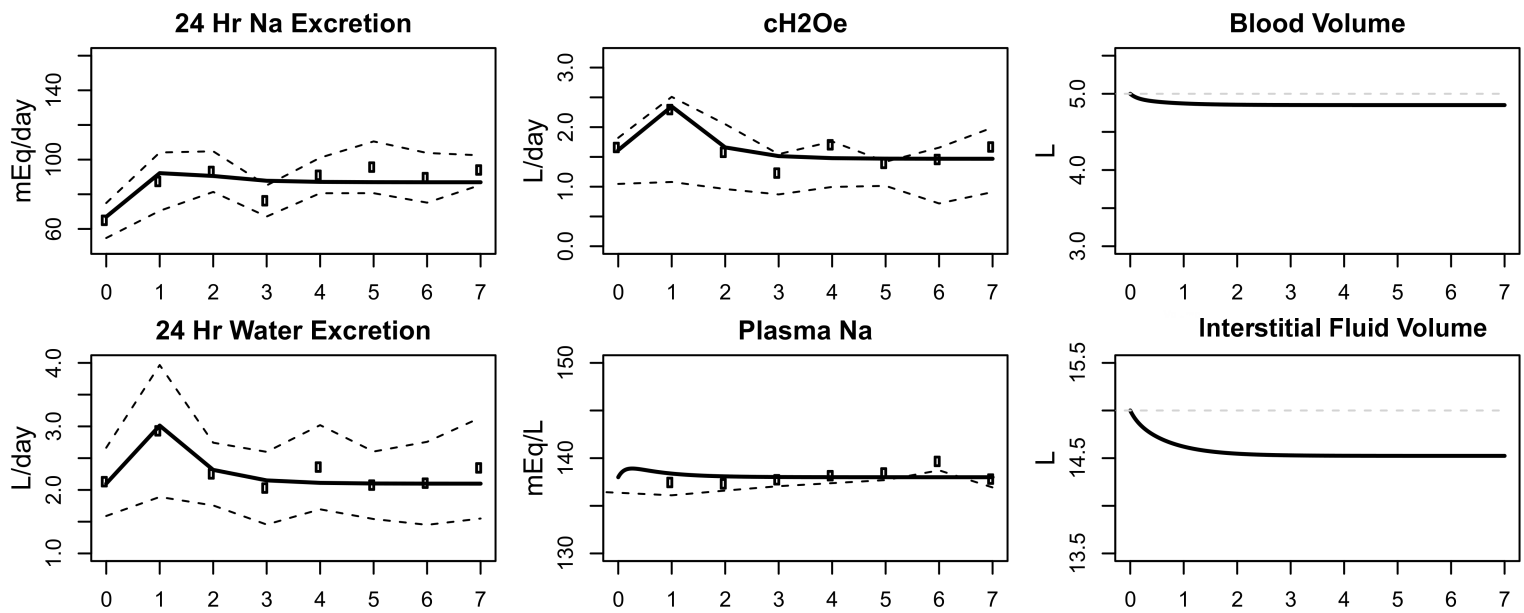 24 Hr Na Excretion
mEq/day
140
100
60
0 1 2 3 4 5 6 7
cH2Oe
L/day
3.0
2.0
1.0
0.0
0 1 2 3 4 5 6 7
Blood Volume
L
5.0
4.0
3.0
0 1 2 3 4 5 6 7
24 Hr Water Excretion
L/day
4.0
3.0
2.0
1.0
0 1 2 3 4 5 6 7
Plasma Na
mEq/L
150
140
130
0 1 2 3 4 5 6 7
Interstitial Fluid Volume
L
15.5
14.5
13.5
0 1 2 3 4 5 6 7